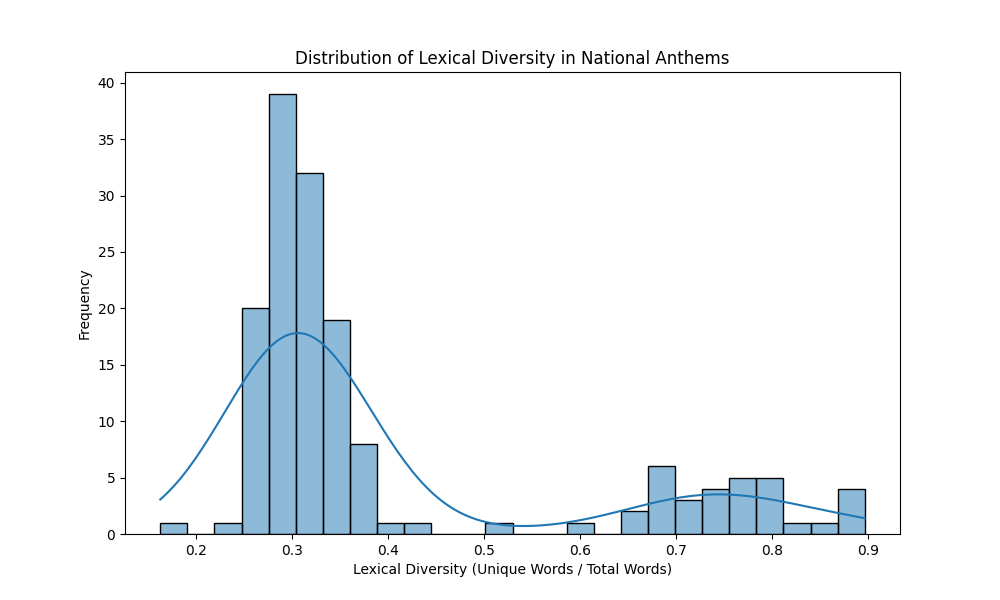 Distribution of Lexical Diversity in National Anthems
40
35
30
25
20
15
10
5
0
Frequency
0.2 0.3 0.4 0.5 0.6 0.7 0.8 0.9
Lexical Diversity (Unique Words / Total Words)